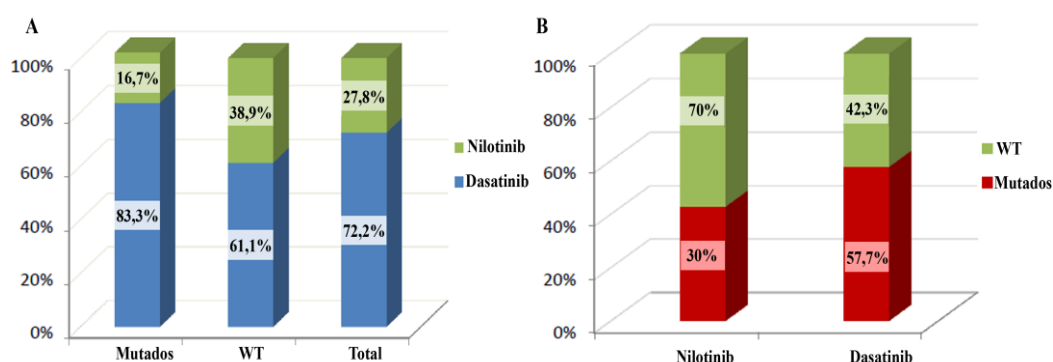 A
100%
80%
60%
40%
20%
0%
16,7%
83,3%
38,9%
61,1%
27,8%
72,2%
Mutados WT Total
Nilotinib
Dasatinib
B
100%
80%
60%
40%
20%
0%
70%
30%
42,3%
57,7%
Nilotinib Dasatinib
WT
Mutados